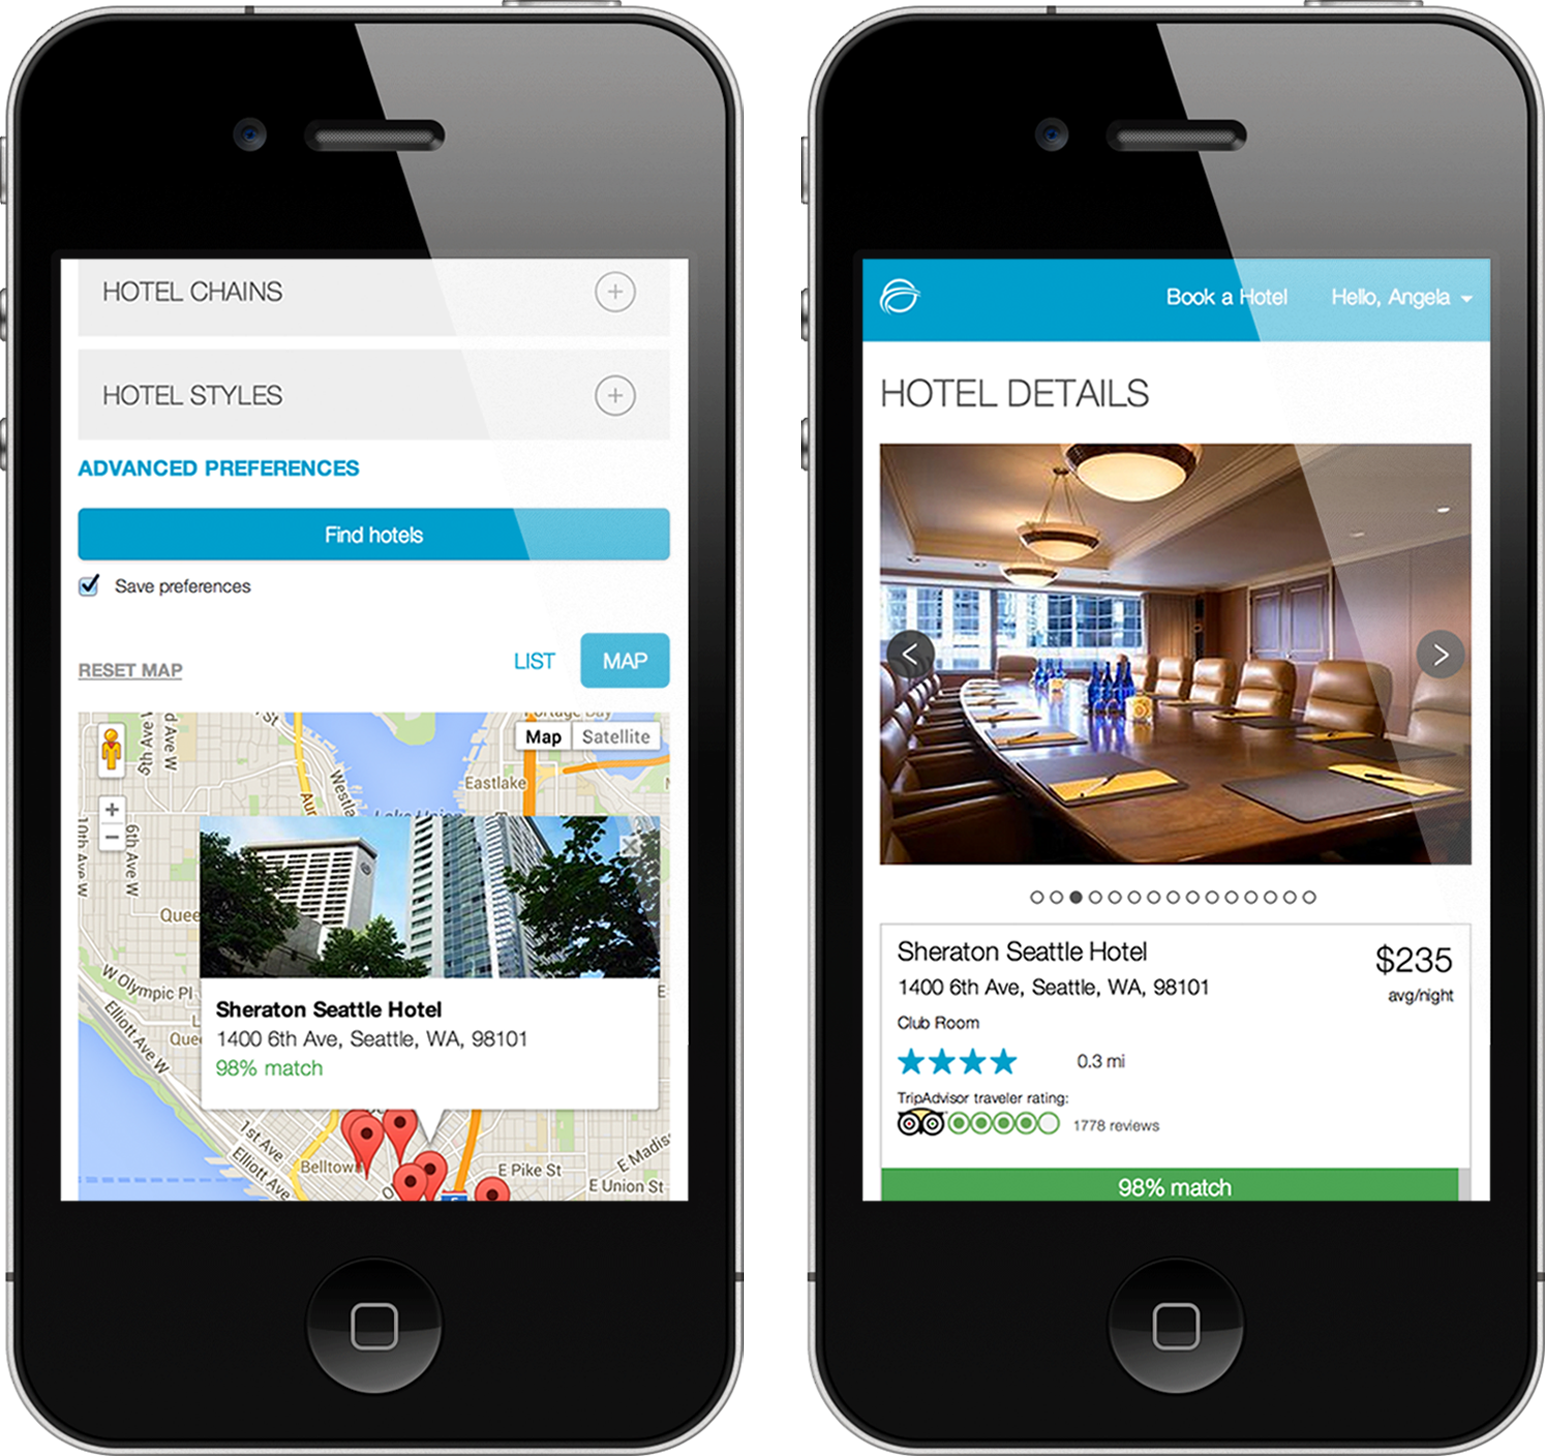 HOTEL CHAINS
HOTEL STYLES
ADVANCED PREFERENCES
Find hotels
Save preferences
RESET MAP
LIST
MAP
Map
Satellite
5th Ave W
Eastlake
6th Ave W
10th Ave W
W Olympic Pl
Elliott Ave W
Sheraton Seattle Hotel
1400 6th Ave, Seattle, WA, 98101
98% match
1st Ave
Elliott Ave
Belltown
E Pike St
E Union St
Book a Hotel
Hello, Angela
HOTEL DETAILS
Sheraton Seattle Hotel
$235
1400 6th Ave, Seattle, WA, 98101
avg/night
Club Room
0.3 mi
TripAdvisor traveler rating:
1778 reviews
98% match